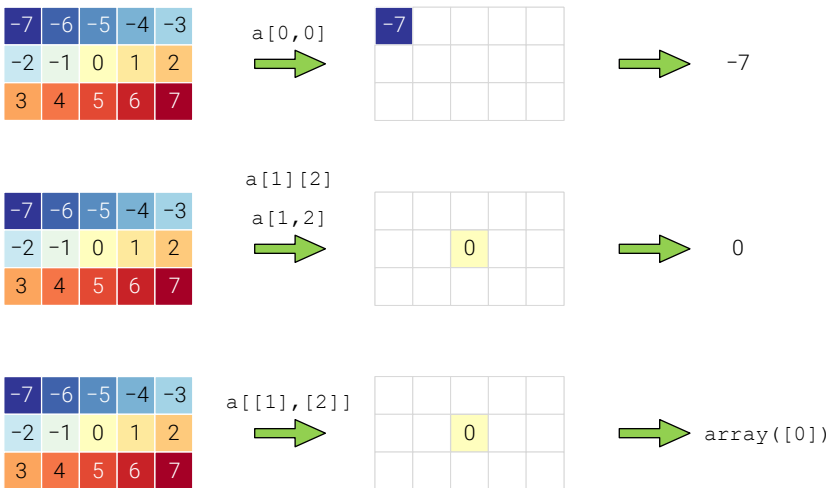 −7 −6 −5 −4 −3 a[0,0] −7
−2 −1 0 1 2 −7
3 4 5 6 7
a[1][2]
−7 −6 −5 −4 −3 a[1,2]
−2 −1 0 1 2 0 0
3 4 5 6 7
−7 −6 −5 −4 −3 a[[1],[2]]
−2 −1 0 1 2 0 array([0])
3 4 5 6 7